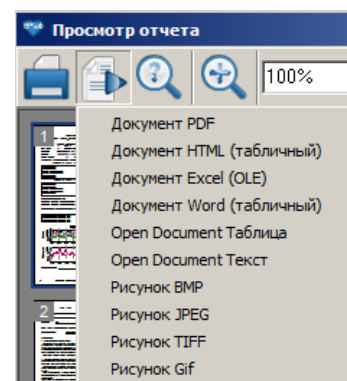 Просмотр отчета
100%
1
Документ PDF
Документ HTML (табличный)
Документ Excel (OLE)
Документ Word (табличный)
Open Document Таблица
Open Document Текст
Рисунок BMP
2
Рисунок JPEG
Рисунок TIFF
Рисунок Gif